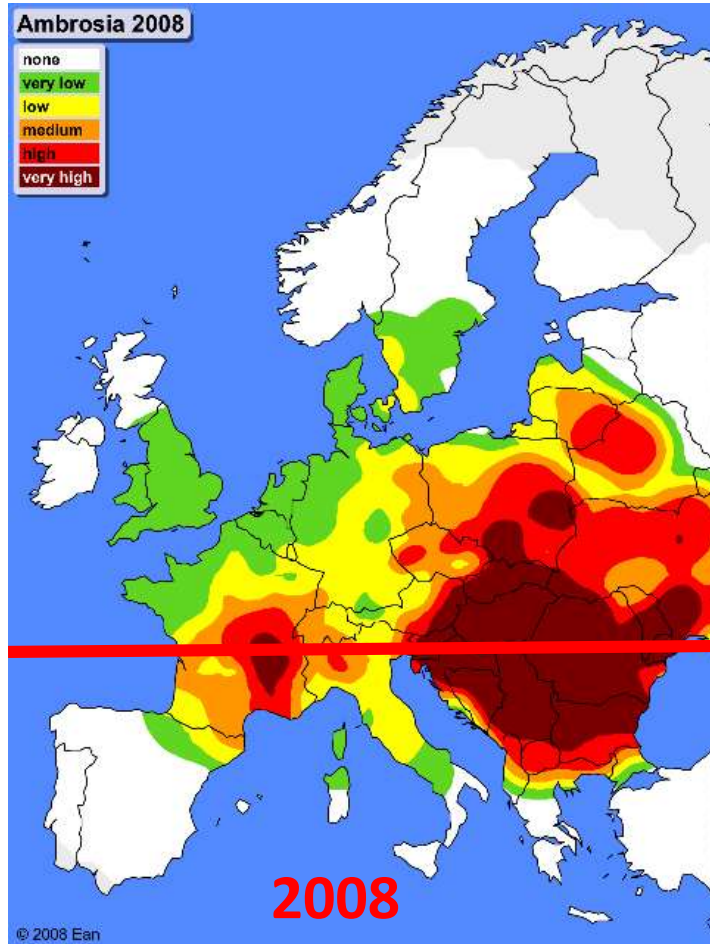 Ambrosia 2008
none
very low
low
medium
high
very high
2008
© 2008 Ean